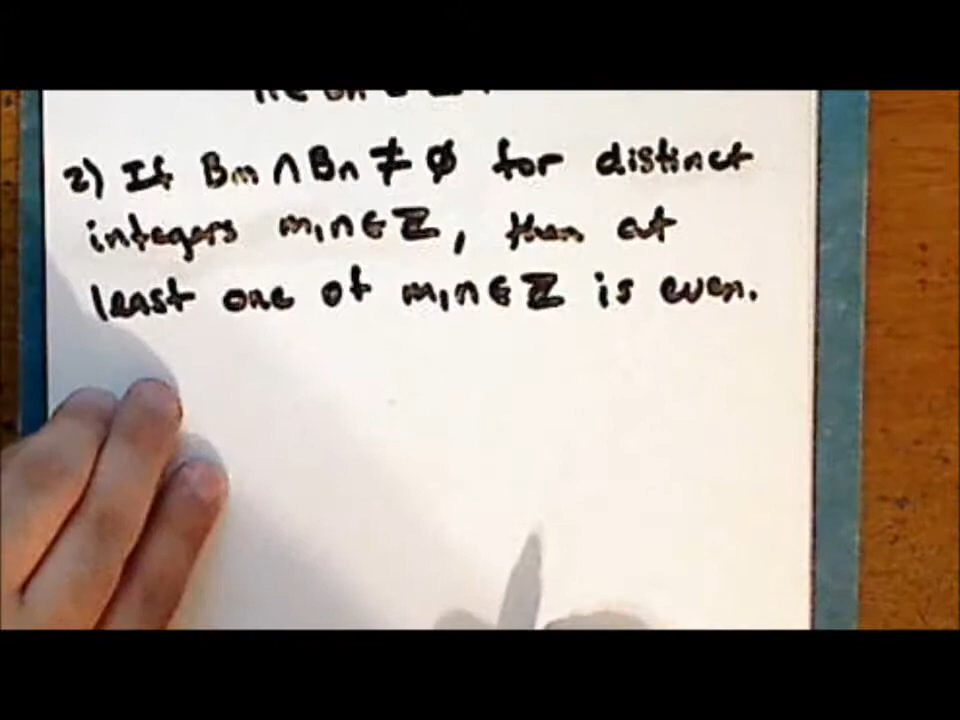 2) If Bm ∩ Bn ≠ ∅ for distinct
integers m,n∈ℤ, then at
least one of m,n∈ℤ is even.